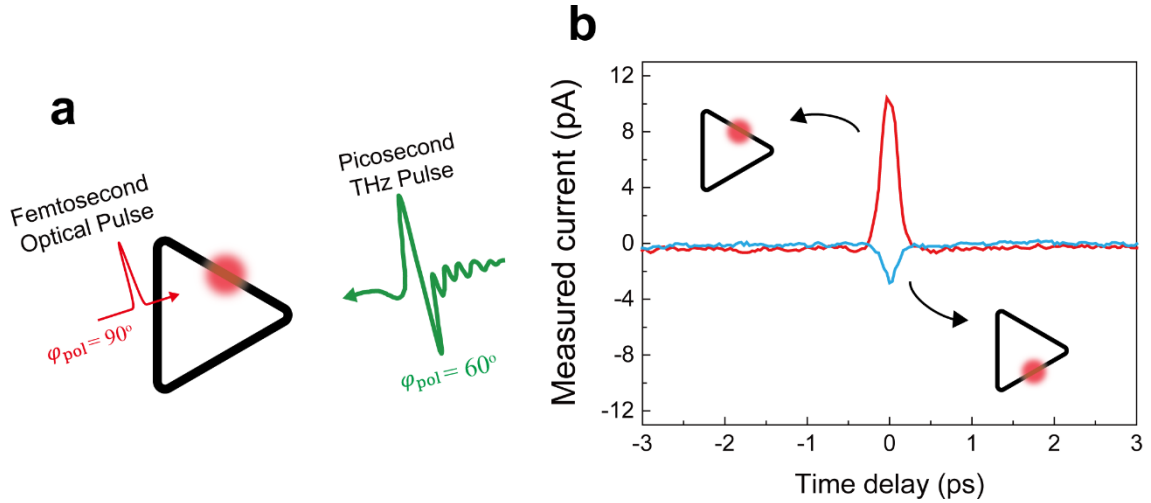 a
Femtosecond
Optical Pulse
φpol = 90°
Picosecond
THz Pulse
φpol = 60°
b
Measured current (pA)
12
8
4
0
-4
-8
-12
-3
-2
-1
0
1
2
3
Time delay (ps)